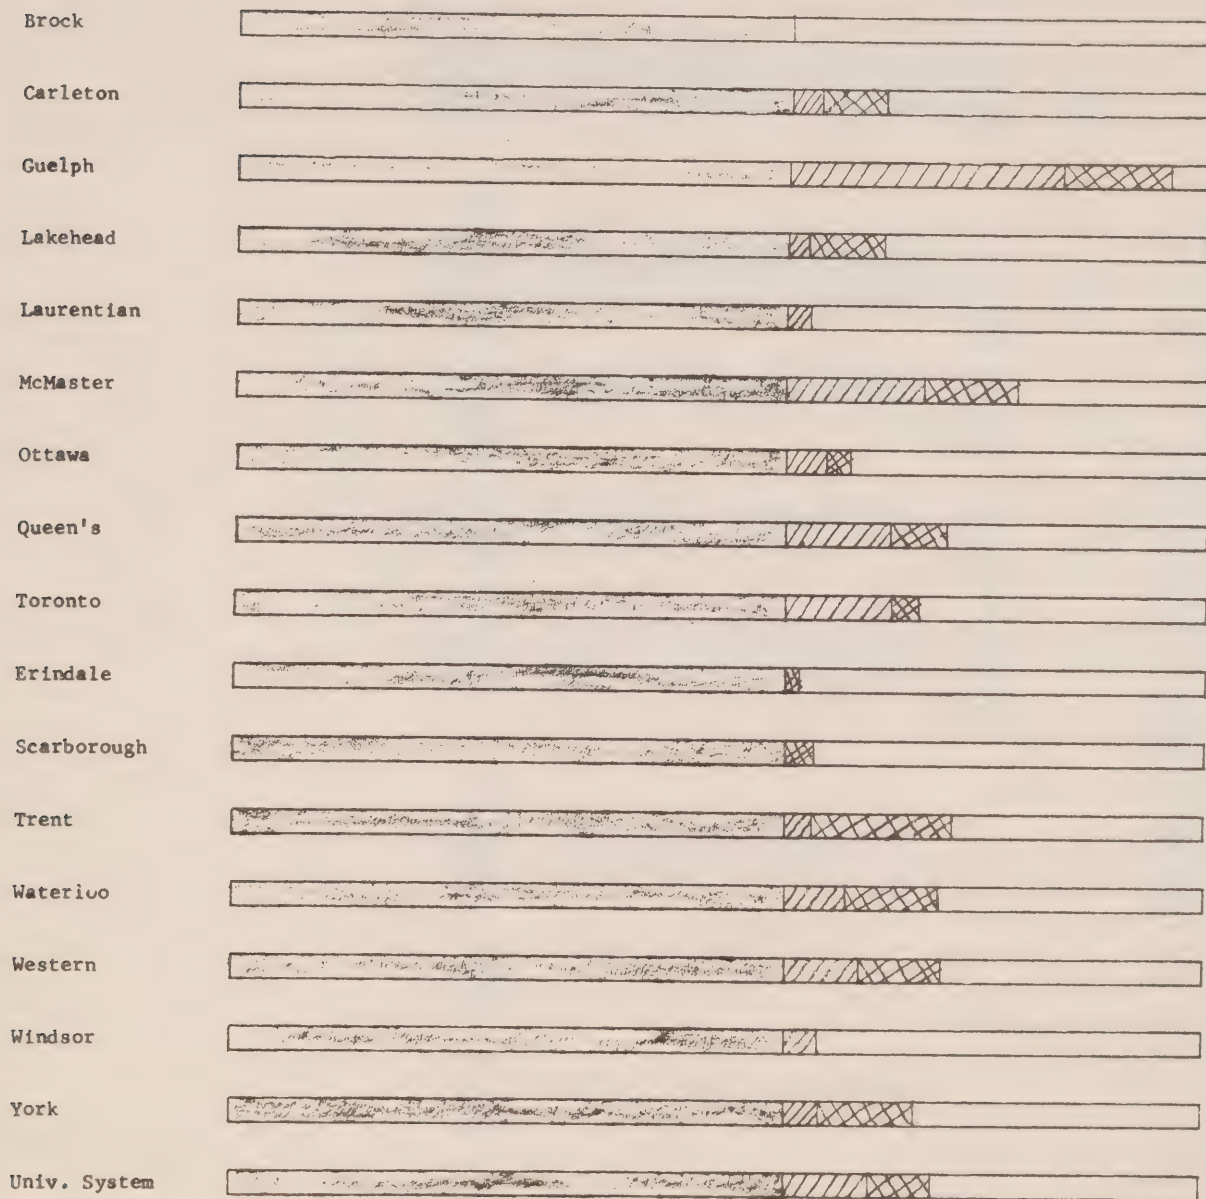 Brock
Carleton
Guelph
Lakehead
Laurentian
McMaster
Ottawa
Queen's
Toronto
Erindale
Scarborough
Trent
Waterloo
Western
Windsor
York
Univ. System